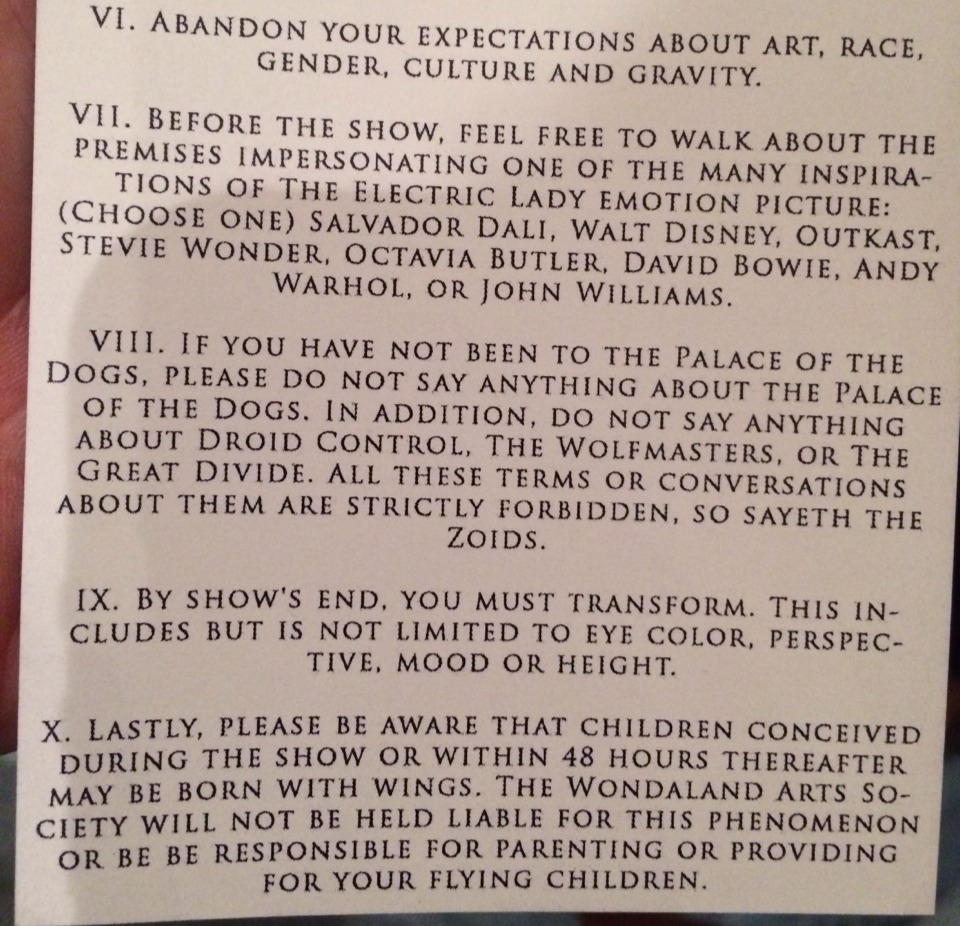 VI. ABANDON YOUR EXPECTATIONS ABOUT ART, RACE,
GENDER, CULTURE AND GRAVITY.
VII. BEFORE THE SHOW, FEEL FREE TO WALK ABOUT THE
PREMISES IMPERSONATING ONE OF THE MANY INSPIRA-
TIONS OF THE ELECTRIC LADY EMOTION PICTURE:
(CHOOSE ONE) SALVADOR DALI, WALT DISNEY, OUTKAST,
STEVIE WONDER, OCTAVIA BUTLER, DAVID BOWIE, ANDY
WARHOL, OR JOHN WILLIAMS.
VIII. IF YOU HAVE NOT BEEN TO THE PALACE OF THE
DOGS, PLEASE DO NOT SAY ANYTHING ABOUT THE PALACE
OF THE DOGS. IN ADDITION, DO NOT SAY ANYTHING
ABOUT DROID CONTROL, THE WOLFMASTERS, OR THE
GREAT DIVIDE. ALL THESE TERMS OR CONVERSATIONS
ABOUT THEM ARE STRICTLY FORBIDDEN, SO SAYETH THE
ZOIDS.
IX. BY SHOW'S END, YOU MUST TRANSFORM. THIS IN-
CLUDES BUT IS NOT LIMITED TO EYE COLOR, PERSPEC-
TIVE, MOOD OR HEIGHT.
X. LASTLY, PLEASE BE AWARE THAT CHILDREN CONCEIVED
DURING THE SHOW OR WITHIN 48 HOURS THEREAFTER
MAY BE BORN WITH WINGS. THE WONDALAND ARTS SO-
CIETY WILL NOT BE HELD LIABLE FOR THIS PHENOMENON
OR BE BE RESPONSIBLE FOR PARENTING OR PROVIDING
FOR YOUR FLYING CHILDREN.